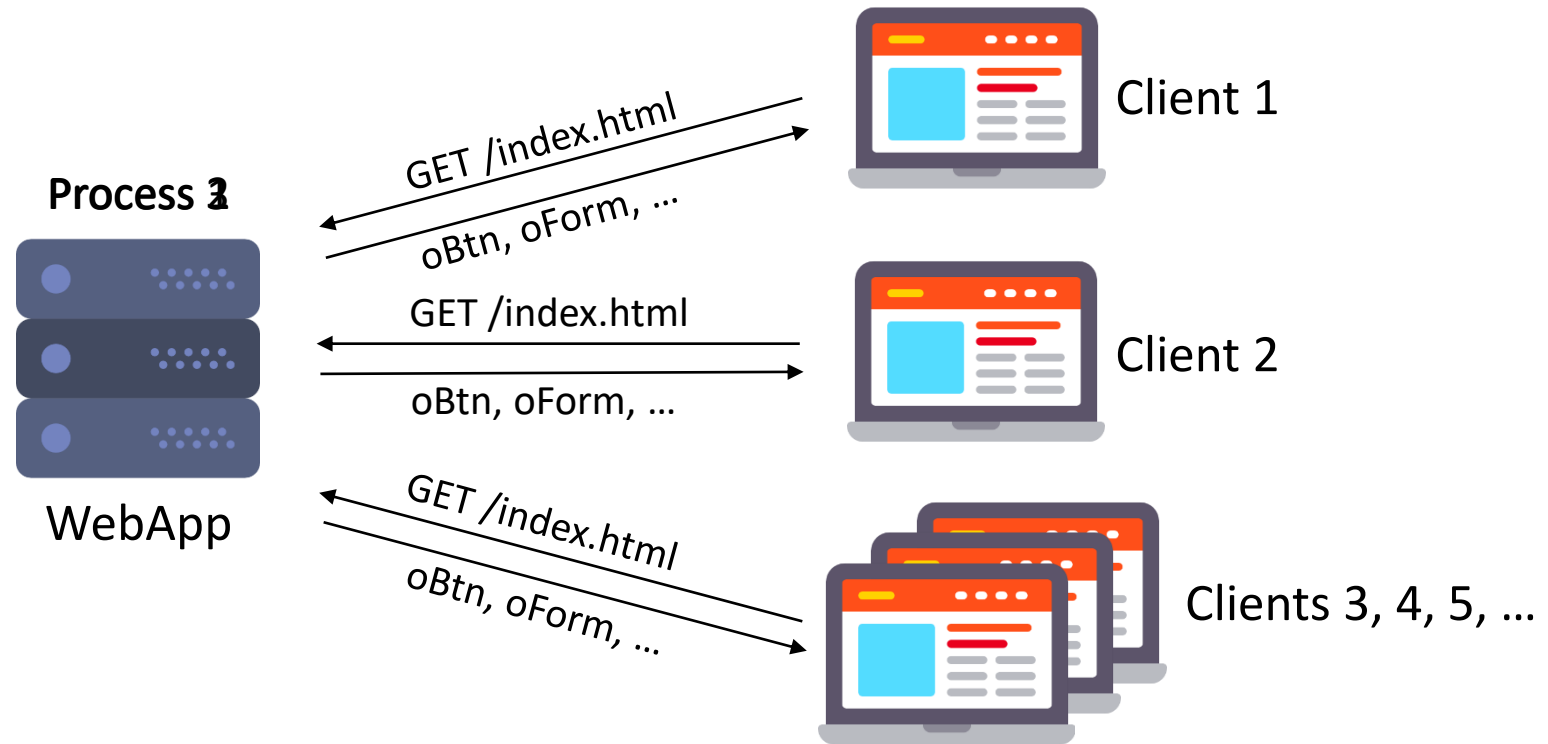 GET /index.html
oBtn, oForm, ...
Client 1
Process
GET /index.html
oBtn, oForm, ...
Client 2
WebApp
GET /index.html
oBtn, oForm, ...
Clients 3, 4, 5, ...